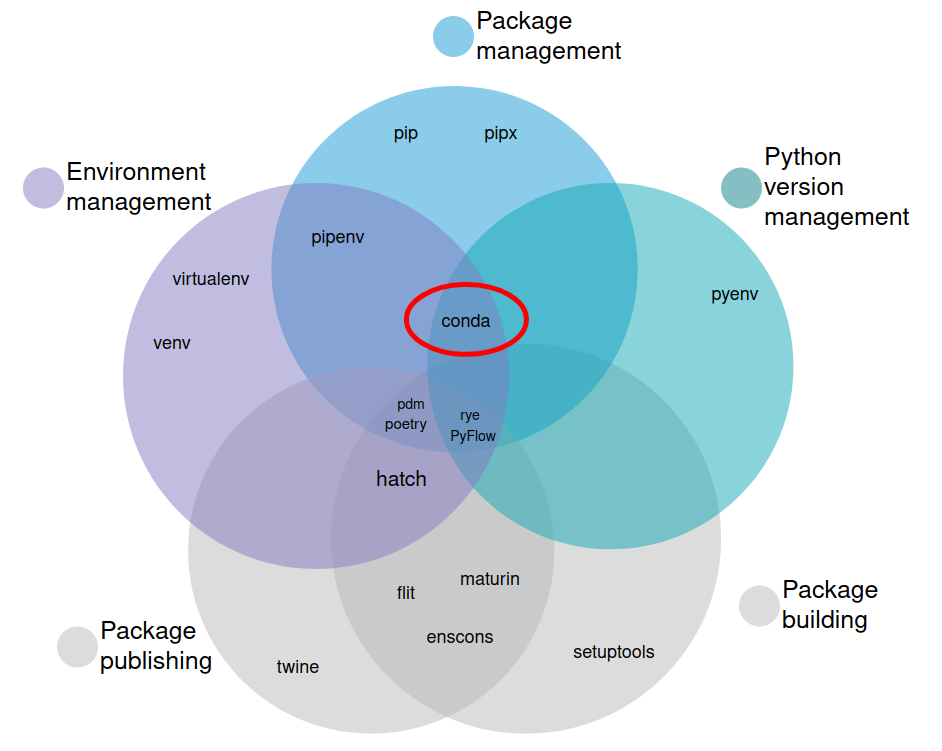 Package
management
Python
version
management
Environment
management
pip
pipx
pipenv
virtualenv
pyenv
conda
venv
pdm
poetry
rye
PyFlow
hatch
maturin
flit
enscons
setuptools
twine
Package
building
Package
publishing